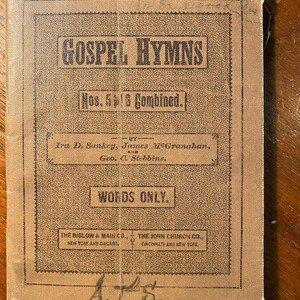 GOSPEL HYMNS
Nos. 5 & 6 Combined.
BY
Ira D. Sankey, James McGranahan,
AND
Geo. C. Stebbins.
WORDS ONLY.
THE BIGLOW & MAIN CO., THE JOHN CHURCH CO.,
NEW YORK AND CHICAGO. CINCINNATI AND NEW YORK.